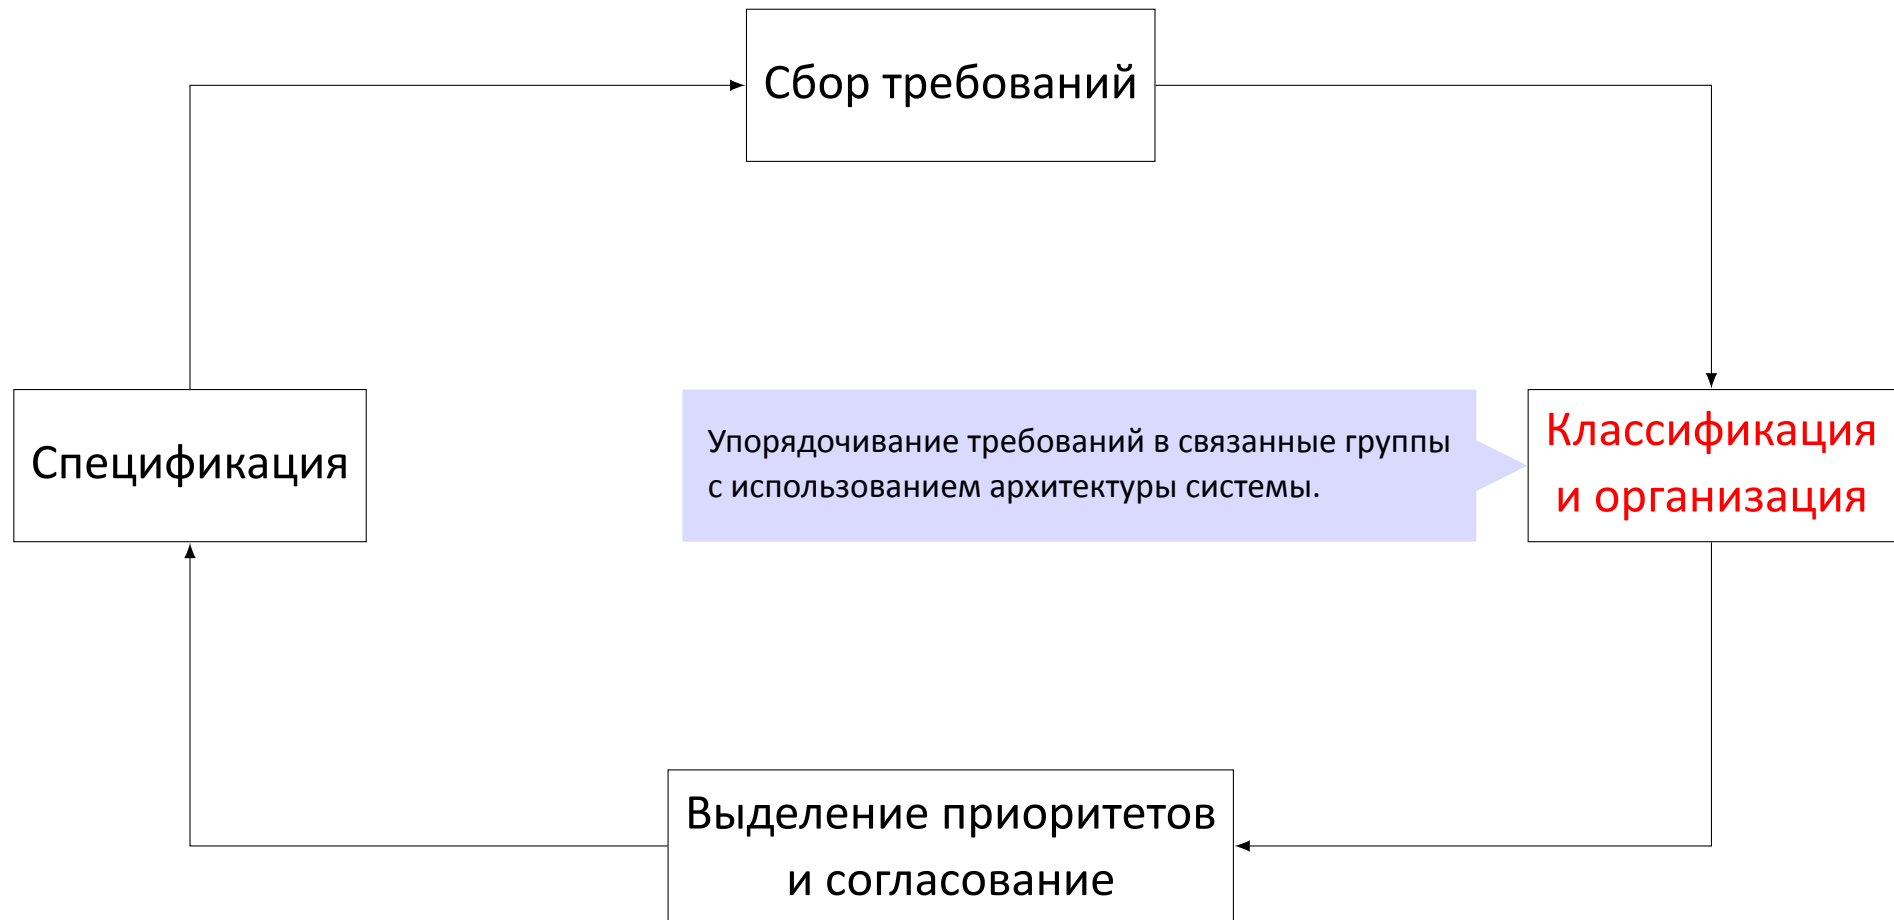 Сбор требований
Спецификация
Упорядочивание требований в связанные группы
с использованием архитектуры системы.
Классификация
и организация
Выделение приоритетов
и согласование